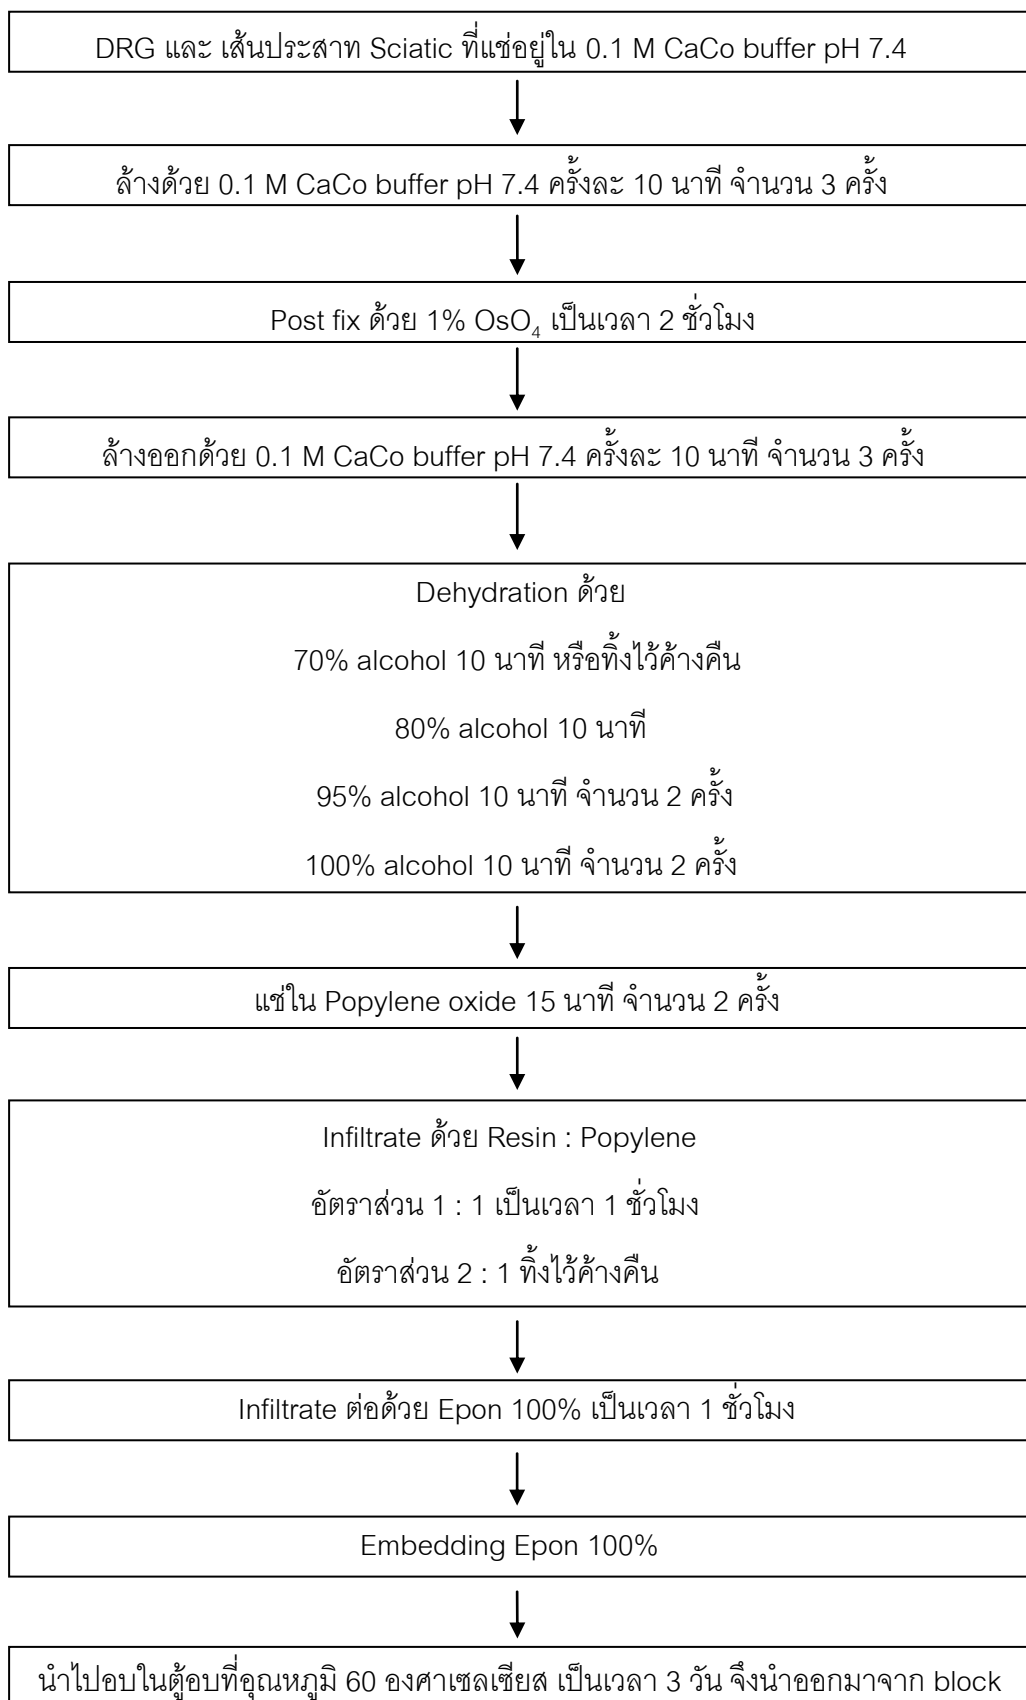 DRG และ เส้นประสาท Sciatic ที่แช่อยู่ใน 0.1 M CaCo buffer pH 7.4
ล้างด้วย 0.1 M CaCo buffer pH 7.4 ครั้งละ 10 นาที จำนวน 3 ครั้ง
Post fix ด้วย 1% OsO₄ เป็นเวลา 2 ชั่วโมง
ล้างออกด้วย 0.1 M CaCo buffer pH 7.4 ครั้งละ 10 นาที จำนวน 3 ครั้ง
Dehydration ด้วย
70% alcohol 10 นาที หรือทิ้งไว้ค้างคืน
80% alcohol 10 นาที
95% alcohol 10 นาที จำนวน 2 ครั้ง
100% alcohol 10 นาที จำนวน 2 ครั้ง
แช่ใน Popylene oxide 15 นาที จำนวน 2 ครั้ง
Infiltrate ด้วย Resin : Popylene
อัตราส่วน 1 : 1 เป็นเวลา 1 ชั่วโมง
อัตราส่วน 2 : 1 ทิ้งไว้ค้างคืน
Infiltrate ต่อด้วย Epon 100% เป็นเวลา 1 ชั่วโมง
Embedding Epon 100%
นำไปอบในตู้อบที่อุณหภูมิ 60 องศาเซลเซียส เป็นเวลา 3 วัน จึงนำออกมาจาก block